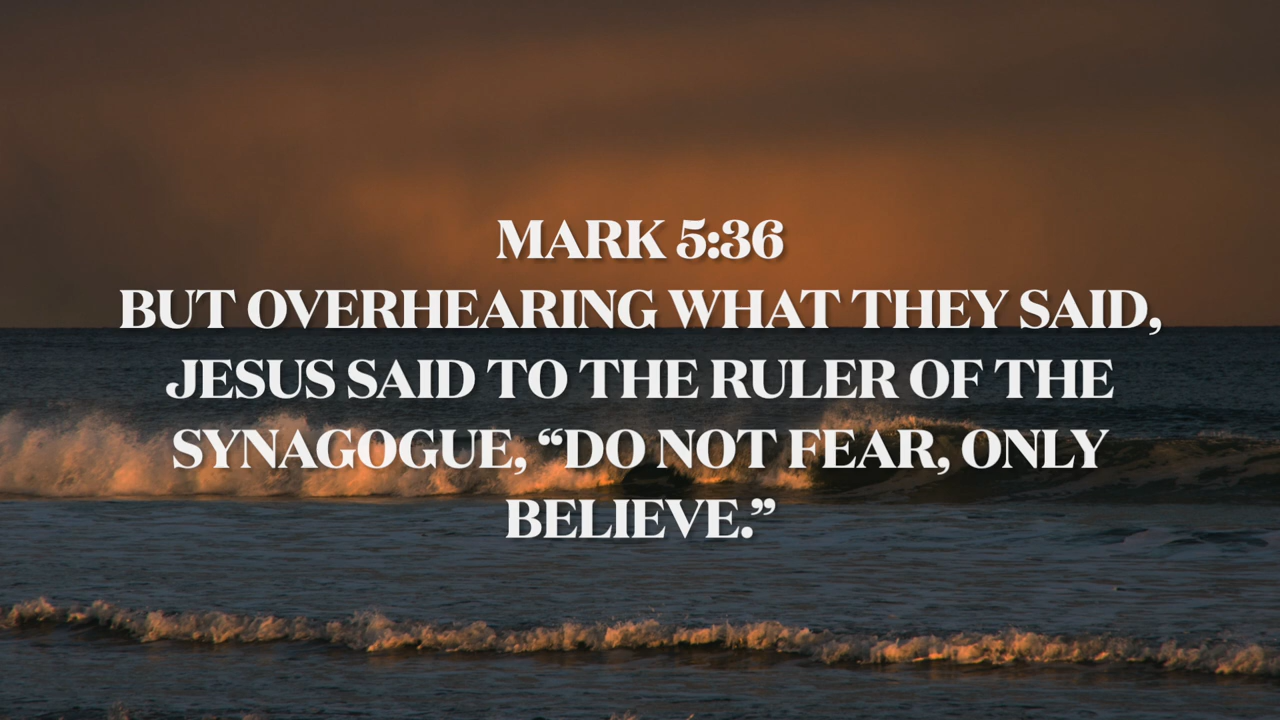 MARK 5:36
BUT OVERHEARING WHAT THEY SAID,
JESUS SAID TO THE RULER OF THE
SYNAGOGUE, “DO NOT FEAR, ONLY
BELIEVE.”